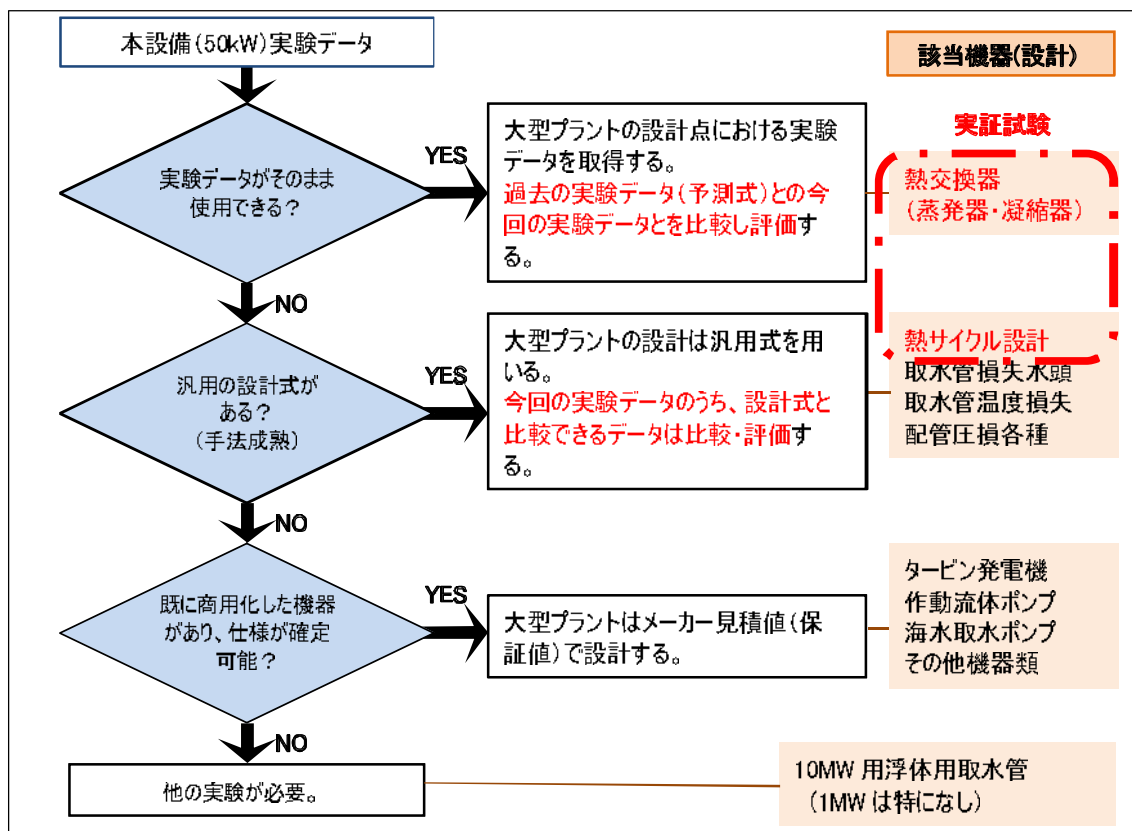 本設備(50kW)実験データ
該当機器(設計)
実験データがそのまま
使用できる?
YES
大型プラントの設計点における実験
データを取得する。
過去の実験データ(予測式)との今
回の実験データとを比較し評価す
る。
実証試験
熱交換器
(蒸発器・凝縮器)
NO
汎用の設計式が
ある?
(手法成熟)
YES
大型プラントの設計は汎用式を用
いる。
今回の実験データのうち、設計式と
比較できるデータは比較・評価す
る。
熱サイクル設計
取水管損失水頭
取水管温度損失
配管圧損各種
NO
既に商用化した機器
があり、仕様が確定
可能?
YES
大型プラントはメーカー見積値(保
証値)で設計する。
タービン発電機
作動流体ポンプ
海水取水ポンプ
その他機器類
NO
他の実験が必要。
10MW 用浮体用取水管
(1MW は特になし)